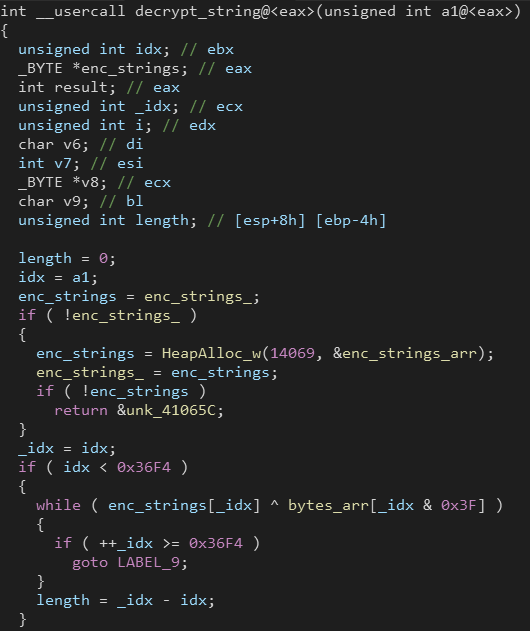 int __usercall decrypt_string@<eax>(unsigned int a1@<eax>)
{
  unsigned int idx; // ebx
  _BYTE *enc_strings; // eax
  int result; // eax
  unsigned int _idx; // ecx
  unsigned int i; // edx
  char v6; // di
  int v7; // esi
  _BYTE *v8; // ecx
  char v9; // bl
  unsigned int length; // [esp+8h] [ebp-4h]

  length = 0;
  idx = a1;
  enc_strings = enc_strings_;
  if ( !enc_strings_ )
  {
    enc_strings = HeapAlloc_w(14069, &enc_strings_arr);
    enc_strings_ = enc_strings;
    if ( !enc_strings )
      return &unk_41065C;
  }
  _idx = idx;
  if ( idx < 0x36F4 )
  {
    while ( enc_strings[_idx] ^ bytes_arr[_idx & 0x3F] )
    {
      if ( ++_idx >= 0x36F4 )
        goto LABEL_9;
    }
    length = _idx - idx;
  }